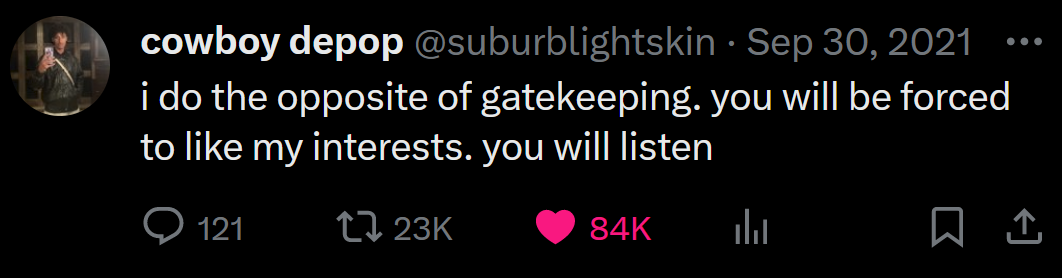 cowboy depop @suburblightskin · Sep 30, 2021
i do the opposite of gatekeeping. you will be forced
to like my interests. you will listen
121 23K 84K